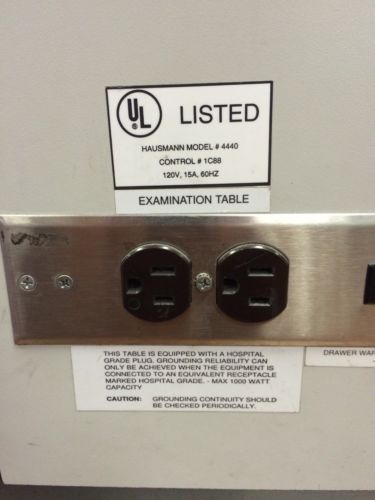 UL LISTED
HAUSMANN MODEL # 4440
CONTROL # 1C88
120V, 15A, 60HZ
EXAMINATION TABLE
THIS TABLE IS EQUIPPED WITH A HOSPITAL
GRADE PLUG. GROUNDING RELIABILITY CAN
ONLY BE ACHIEVED WHEN THE EQUIPMENT IS
CONNECTED TO AN EQUIVALENT RECEPTACLE
MARKED HOSPITAL GRADE. - MAX 1000 WATT
CAPACITY
CAUTION: GROUNDING CONTINUITY SHOULD
BE CHECKED PERIODICALLY.
DRAWER WAR